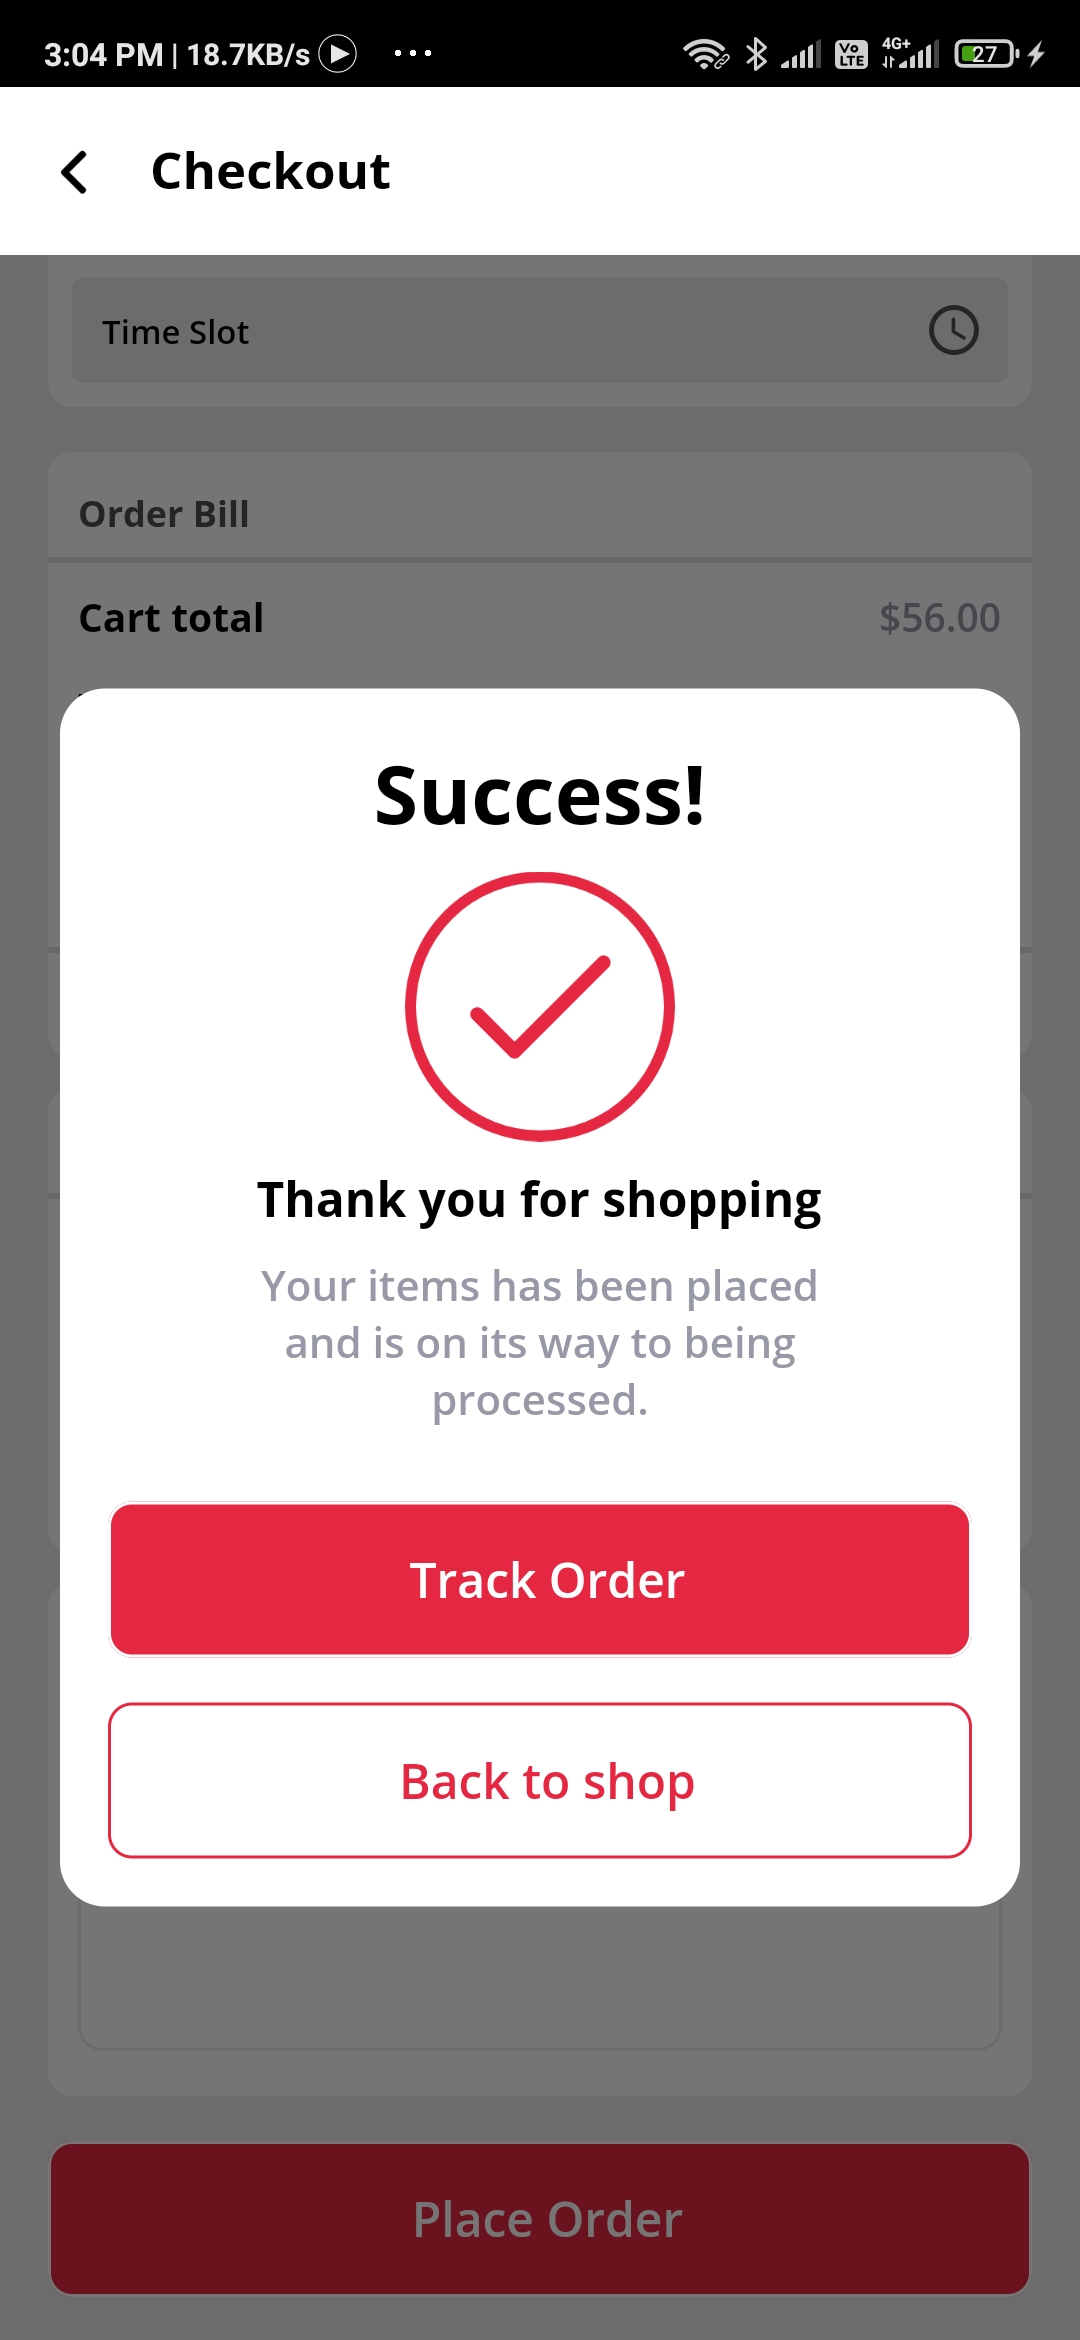 3:04 PM | 18.7KB/s ... Vo LTE 4G+ 27
Checkout
Time Slot
Order Bill
Cart total $56.00
Success!
Thank you for shopping
Your items has been placed
and is on its way to being
processed.
Track Order
Back to shop
Place Order